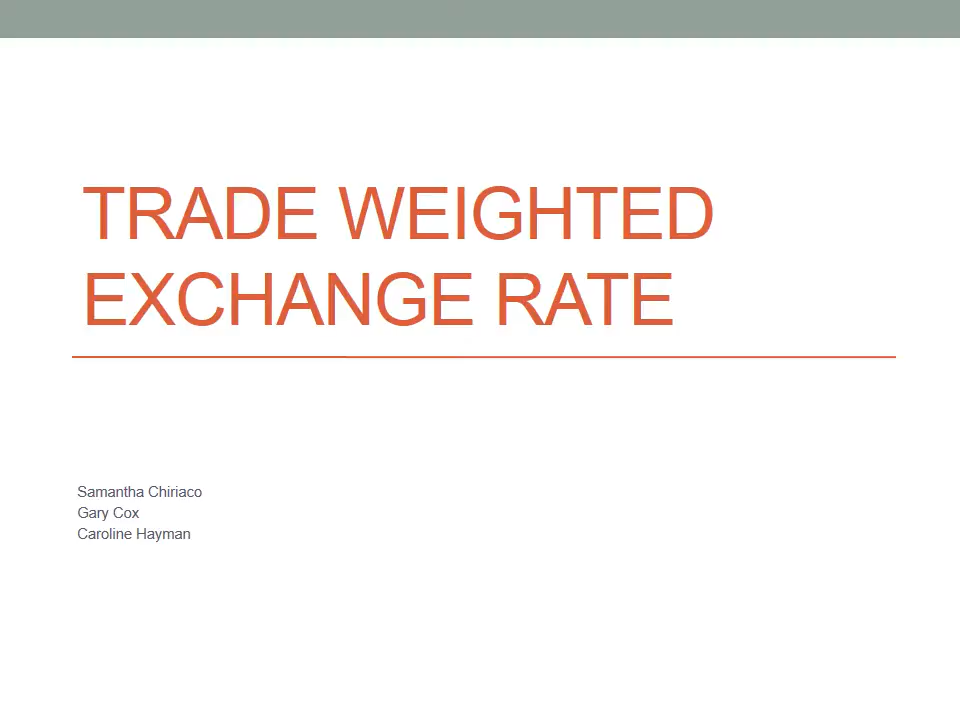 TRADE WEIGHTED
EXCHANGE RATE
Samantha Chiriaco
Gary Cox
Caroline Hayman